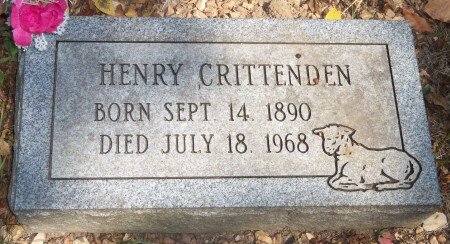 HENRY CRITTENDEN
BORN SEPT. 14. 1890
DIED JULY 18. 1968